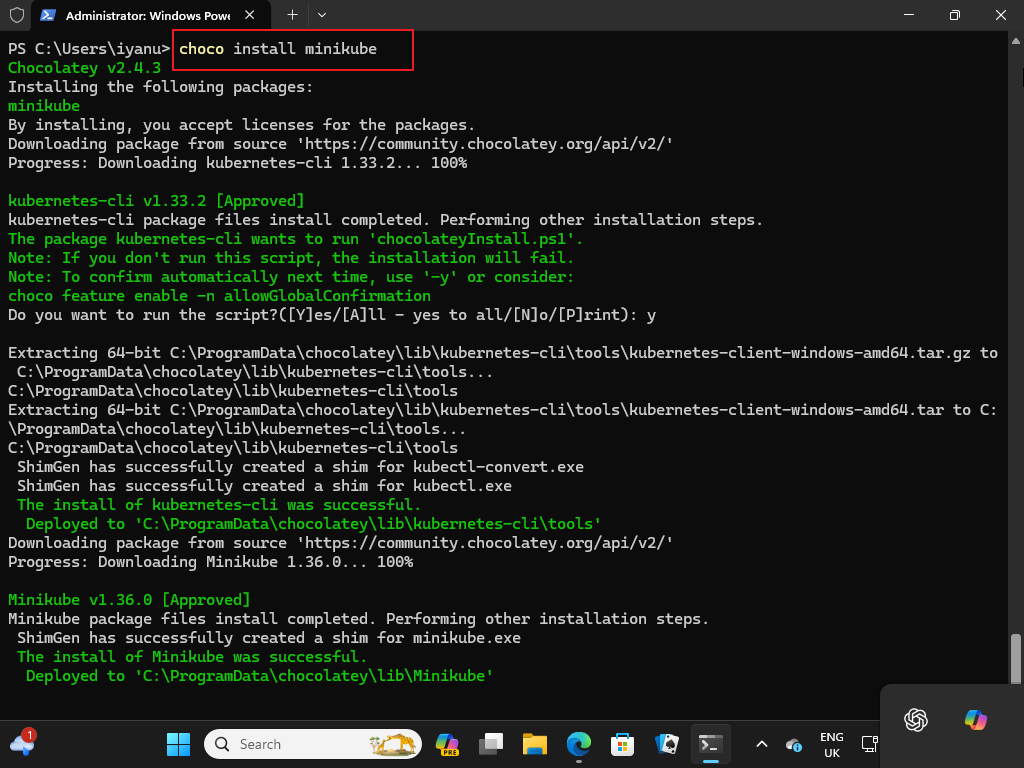 Administrator: Windows Powe
PS C:\Users\iyanu> choco install minikube
Chocolatey v2.4.3
Installing the following packages:
minikube
By installing, you accept licenses for the packages.
Downloading package from source 'https://community.chocolatey.org/api/v2/'
Progress: Downloading kubernetes-cli 1.33.2... 100%
kubernetes-cli v1.33.2 [Approved]
kubernetes-cli package files install completed. Performing other installation steps.
The package kubernetes-cli wants to run 'chocolateyInstall.ps1'.
Note: If you don't run this script, the installation will fail.
Note: To confirm automatically next time, use '-y' or consider:
choco feature enable -n allowGlobalConfirmation
Do you want to run the script?([Y]es/[A]ll - yes to all/[N]o/[P]rint): y
Extracting 64-bit C:\ProgramData\chocolatey\lib\kubernetes-cli\tools\kubernetes-client-windows-amd64.tar.gz to
C:\ProgramData\chocolatey\lib\kubernetes-cli\tools...
C:\ProgramData\chocolatey\lib\kubernetes-cli\tools
Extracting 64-bit C:\ProgramData\chocolatey\lib\kubernetes-cli\tools\kubernetes-client-windows-amd64.tar to C:
\ProgramData\chocolatey\lib\kubernetes-cli\tools...
C:\ProgramData\chocolatey\lib\kubernetes-cli\tools
ShimGen has successfully created a shim for kubectl-convert.exe
ShimGen has successfully created a shim for kubectl.exe
The install of kubernetes-cli was successful.
Deployed to 'C:\ProgramData\chocolatey\lib\kubernetes-cli\tools'
Downloading package from source 'https://community.chocolatey.org/api/v2/'
Progress: Downloading Minikube 1.36.0... 100%
Minikube v1.36.0 [Approved]
Minikube package files install completed. Performing other installation steps.
ShimGen has successfully created a shim for minikube.exe
The install of Minikube was successful.
Deployed to 'C:\ProgramData\chocolatey\lib\Minikube'
1
Search
PRE
ENG
UK